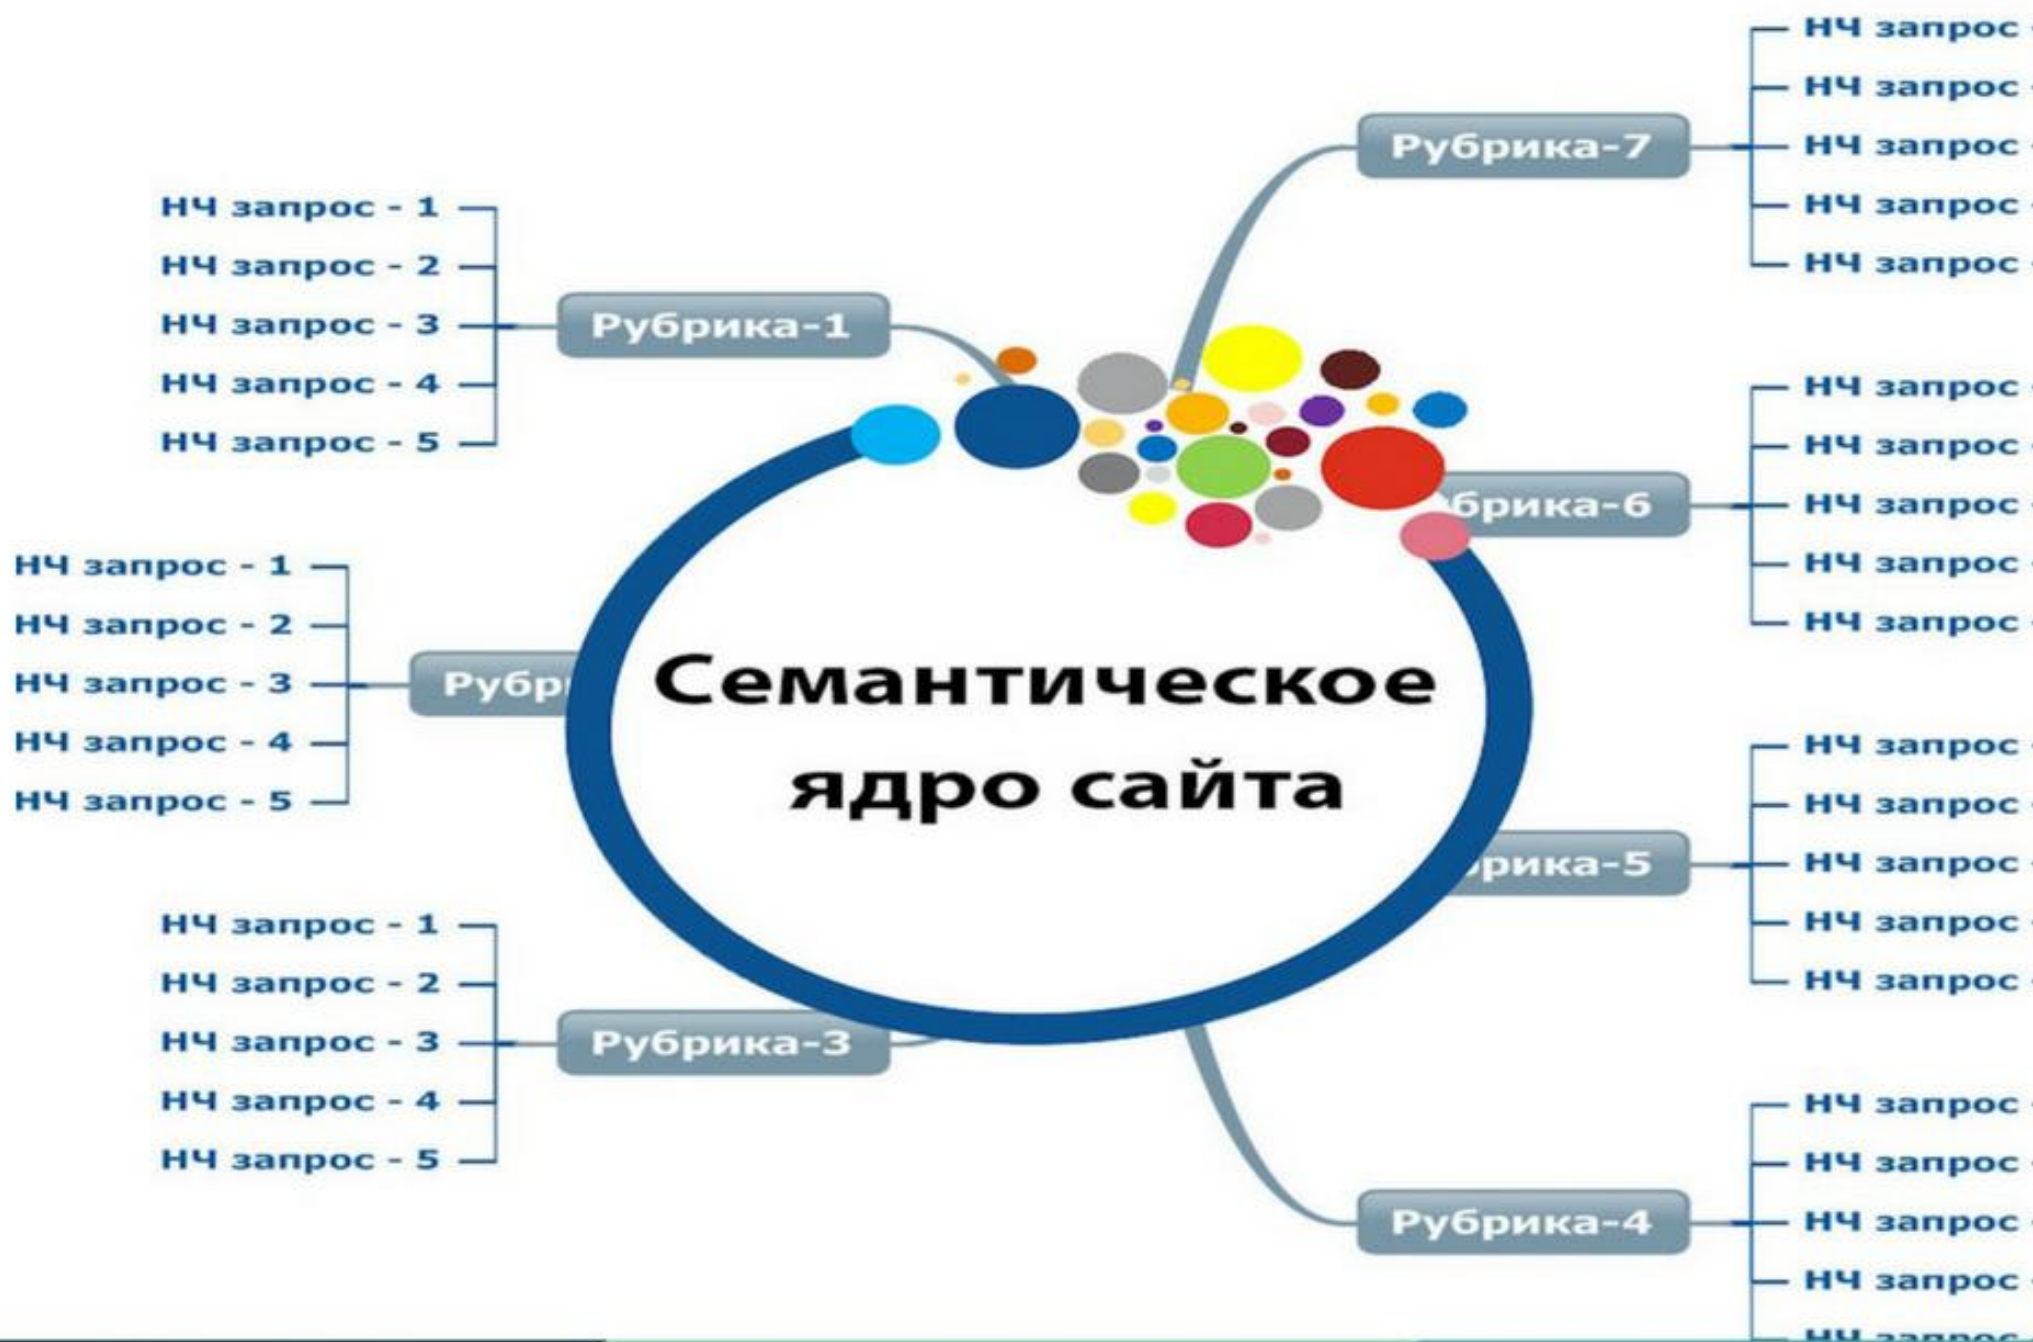 НЧ запрос - 1
НЧ запрос - 2
НЧ запрос - 3
НЧ запрос - 4
НЧ запрос - 5
Рубрика-1
НЧ запрос - 1
НЧ запрос - 2
НЧ запрос - 3
НЧ запрос - 4
НЧ запрос - 5
Рубр
НЧ запрос - 1
НЧ запрос - 2
НЧ запрос - 3
НЧ запрос - 4
НЧ запрос - 5
Рубрика-3
Семантическое
ядро сайта
Рубрика-7
НЧ запрос
НЧ запрос
НЧ запрос
НЧ запрос
НЧ запрос
брика-6
НЧ запрос
НЧ запрос
НЧ запрос
НЧ запрос
НЧ запрос
рика-5
НЧ запрос
НЧ запрос
НЧ запрос
НЧ запрос
НЧ запрос
Рубрика-4
НЧ запрос
НЧ запрос
НЧ запрос
НЧ запрос
НЧ запрос